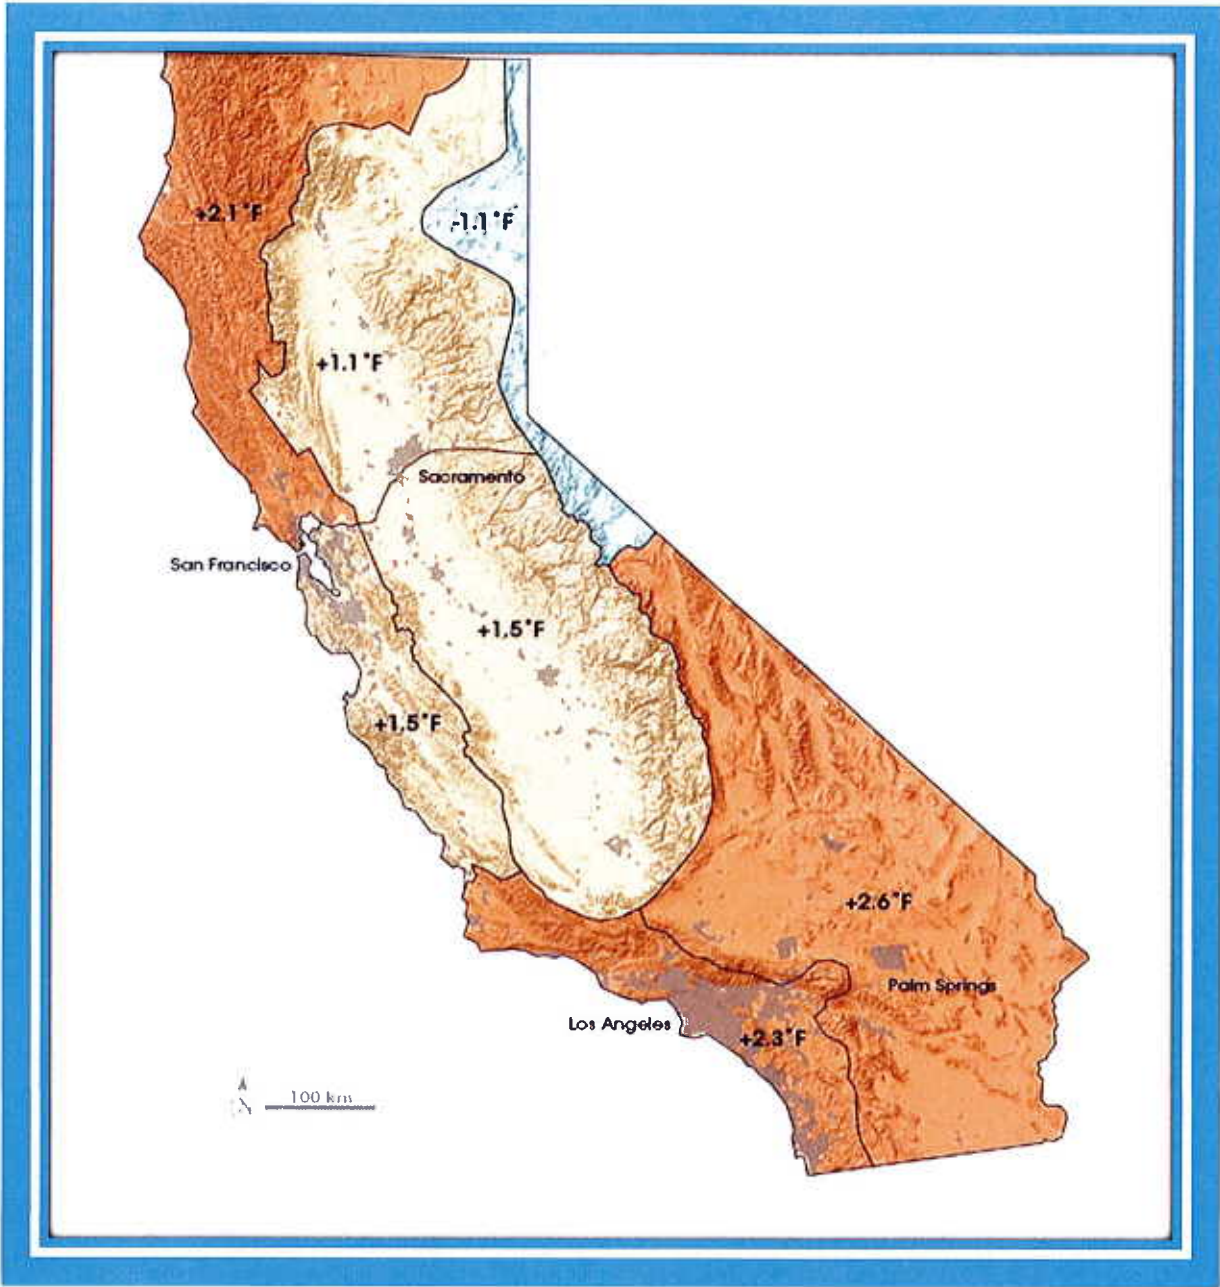 +2.1°F
-1.1°F
+1.1°F
Sacramento
San Francisco
+1.5°F
+1.5°F
+2.6°F
Palm Springs
Los Angeles
+2.3°F
100 km